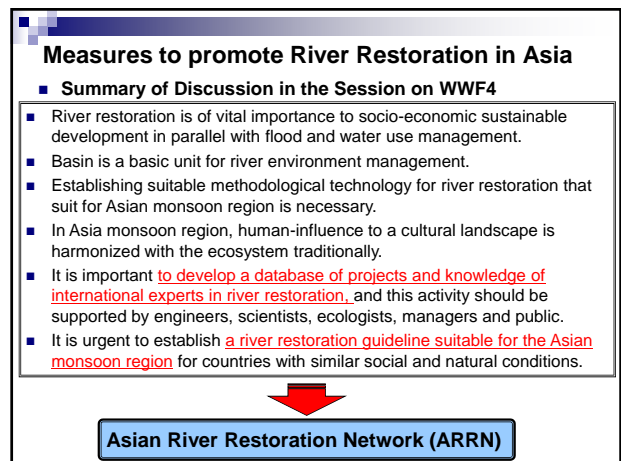 Measures to promote River Restoration in Asia
■ Summary of Discussion in the Session on WWF4
■ River restoration is of vital importance to socio-economic sustainable
development in parallel with flood and water use management.
■ Basin is a basic unit for river environment management.
■ Establishing suitable methodological technology for river restoration that
suit for Asian monsoon region is necessary.
■ In Asia monsoon region, human-influence to a cultural landscape is
harmonized with the ecosystem traditionally.
■ It is important to develop a database of projects and knowledge of
international experts in river restoration, and this activity should be
supported by engineers, scientists, ecologists, managers and public.
■ It is urgent to establish a river restoration guideline suitable for the Asian
monsoon region for countries with similar social and natural conditions.
Asian River Restoration Network (ARRN)